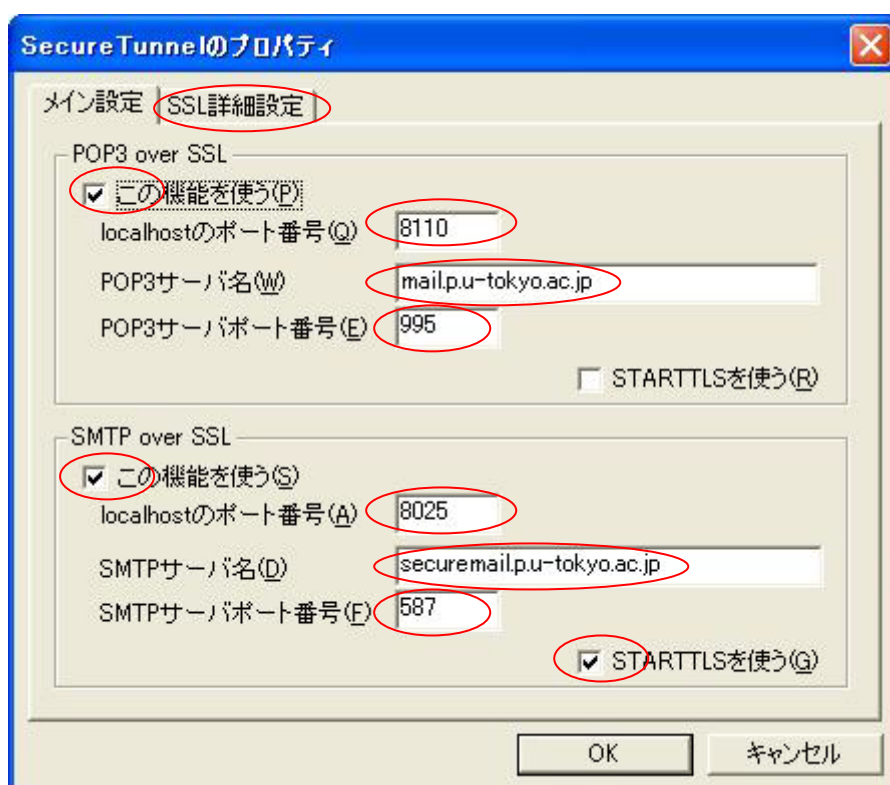 SecureTunnelのプロパティ
メイン設定 SSL詳細設定
POP3 over SSL
この機能を使う(P)
localhostのポート番号(Q) 8110
POP3サーバ名(W) mail.p.u-tokyo.ac.jp
POP3サーバポート番号(E) 995
STARTTLSを使う(R)
SMTP over SSL
この機能を使う(S)
localhostのポート番号(A) 8025
SMTPサーバ名(D) securemail.p.u-tokyo.ac.jp
SMTPサーバポート番号(F) 587
STARTTLSを使う(G)
OK キャンセル